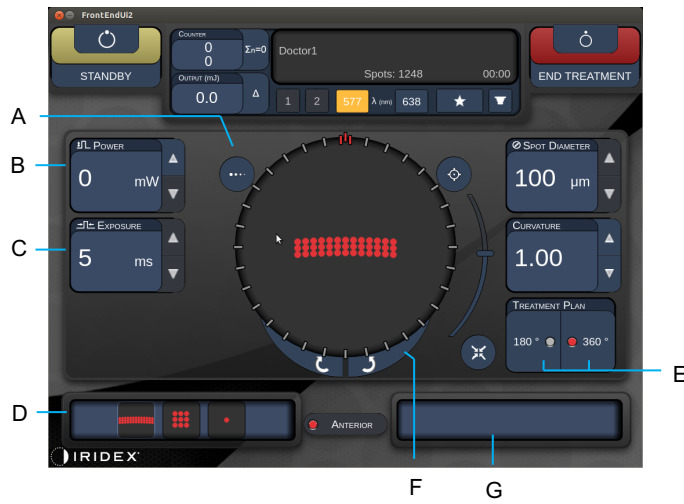 FrontEndUi2
STANDBY
COUNTER
0
0
Σn=0
OUTPUT (mJ)
0.0
Δ
Doctor1
Spots: 1248
00:00
1 2 577 λ (nm) 638
END TREATMENT
A
B
POWER
0 mW
C
EXPOSURE
5 ms
SPOT DIAMETER
100 µm
CURVATURE
1.00
TREATMENT PLAN
180 ° 360 °
E
D
ANTERIOR
IRIDEX
F
G